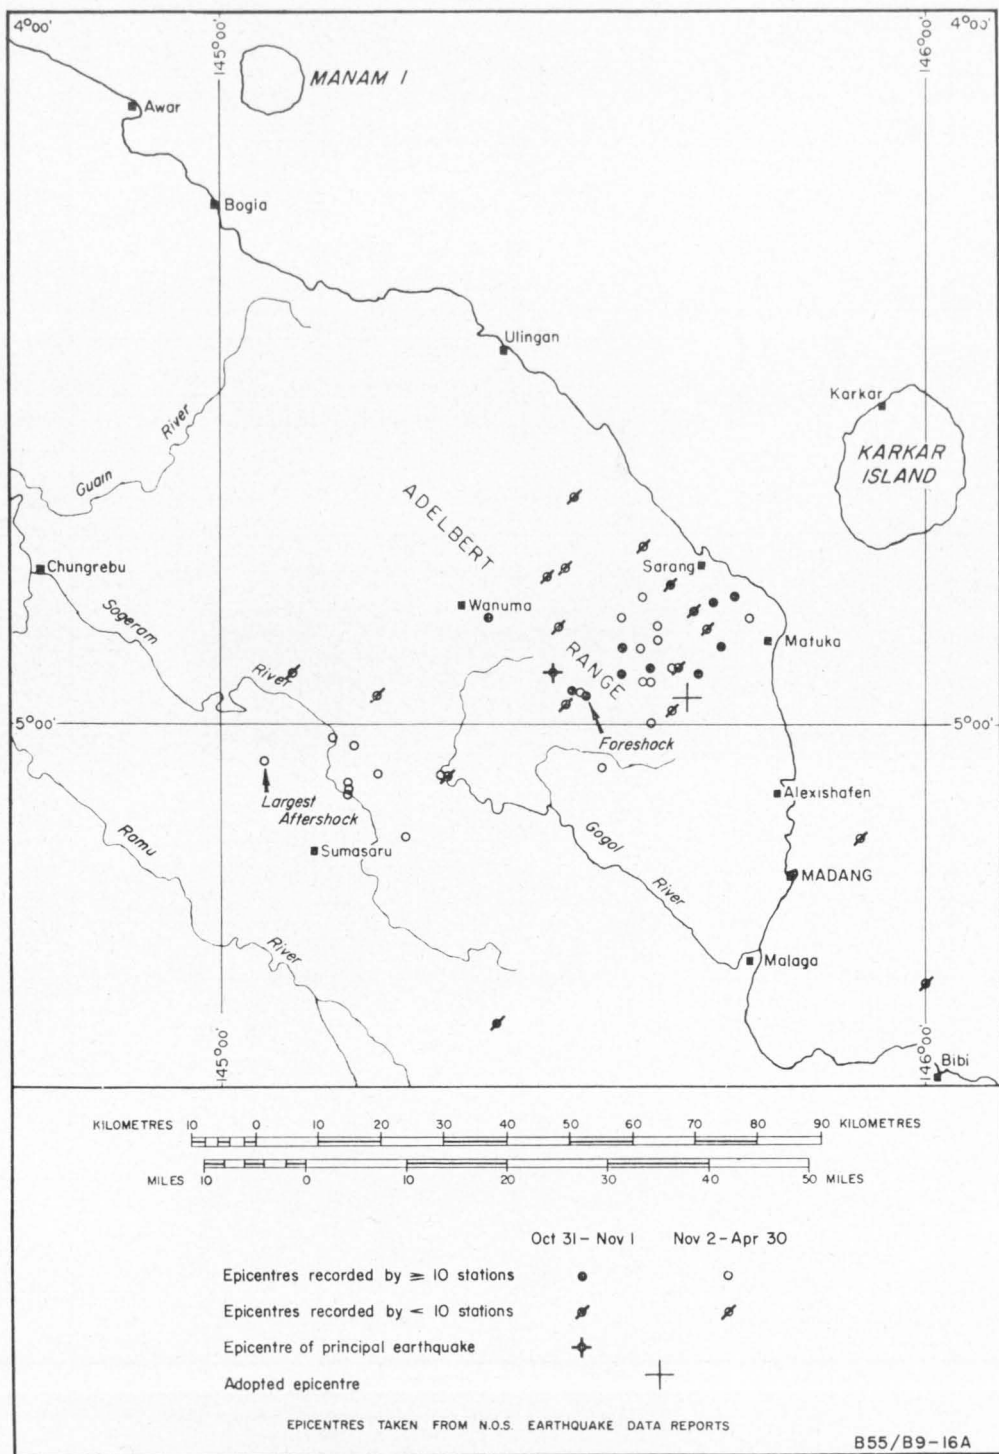 4°00'
145°00'
146°00'
4°00'
MANAM I
Awar
Bogia
Ulingan
Karkar
KARKAR
ISLAND
Guain River
ADELBERT RANGE
Chungrebu
Sarang
Wanuma
Matuka
Sogeram River
5°00'
5°00'
Foreshock
Largest
Aftershock
Alexishafen
Sumasaru
Gogol River
MADANG
Ramu River
Malaga
145°00'
146°00'
Bibi
KILOMETRES 10 0 10 20 30 40 50 60 70 80 90 KILOMETRES
MILES 10 0 10 20 30 40 50 MILES
Oct 31 – Nov 1 Nov 2 – Apr 30
Epicentres recorded by ≥ 10 stations
Epicentres recorded by < 10 stations
Epicentre of principal earthquake
Adopted epicentre
EPICENTRES TAKEN FROM N.O.S. EARTHQUAKE DATA REPORTS
B55/B9-16A